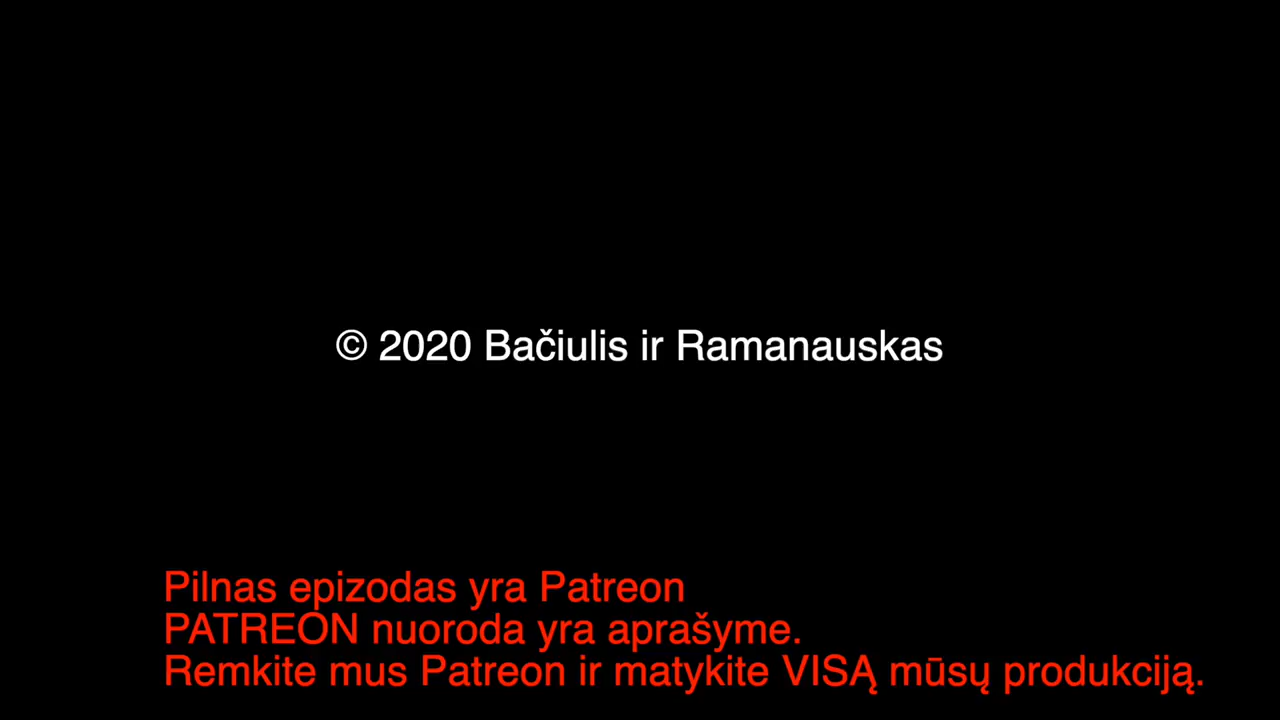 © 2020 Bačiulis ir Ramanauskas
Pilnas epizodas yra Patreon
PATREON nuoroda yra aprašyme.
Remkite mus Patreon ir matykite VISĄ mūsų produkciją.